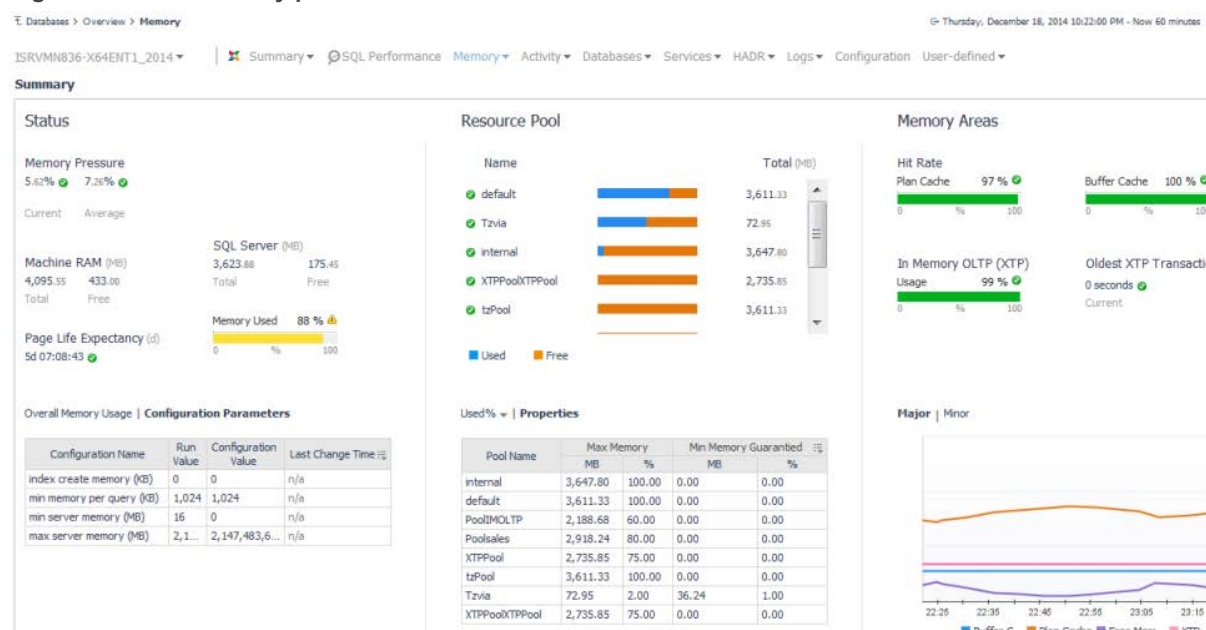 Databases > Overview > Memory
Thursday, December 18, 2014 10:22:00 PM - Now 60 minutes
ISRVMN836-X64ENT1_2014 Summary SQL Performance Memory Activity Databases Services HADR Logs Configuration User-defined
Summary
Status
Memory Pressure
5.62% 7.26%
Current Average
Machine RAM (MB)
4,095.55 433.00
Total Free
SQL Server (MB)
3,623.88 175.45
Total Free
Memory Used 88 %
0 % 100
Page Life Expectancy (d)
5d 07:08:43
Overall Memory Usage | Configuration Parameters
Configuration Name Run Value Configuration Value Last Change Time
index create memory (KB) 0 0 n/a
min memory per query (KB) 1,024 1,024 n/a
min server memory (MB) 16 0 n/a
max server memory (MB) 2,1... 2,147,483,6... n/a
Resource Pool
Name Total (MB)
default 3,611.33
Tzvia 72.95
internal 3,647.80
XTPPoolXTPPool 2,735.85
tzPool 3,611.33
Used Free
Used% | Properties
Pool Name Max Memory Min Memory Guarantied
MB % MB %
internal 3,647.80 100.00 0.00 0.00
default 3,611.33 100.00 0.00 0.00
PoolIMOLTP 2,188.68 60.00 0.00 0.00
Poolsales 2,918.24 80.00 0.00 0.00
XTPPool 2,735.85 75.00 0.00 0.00
tzPool 3,611.33 100.00 0.00 0.00
Tzvia 72.95 2.00 36.24 1.00
XTPPoolXTPPool 2,735.85 75.00 0.00 0.00
Memory Areas
Hit Rate
Plan Cache 97 %
0 % 100
Buffer Cache 100 %
0 % 10
In Memory OLTP (XTP)
Usage 99 %
0 % 100
Oldest XTP Transacti
0 seconds
Current
Major | Minor
22:25 22:35 22:45 22:55 23:05 23:15